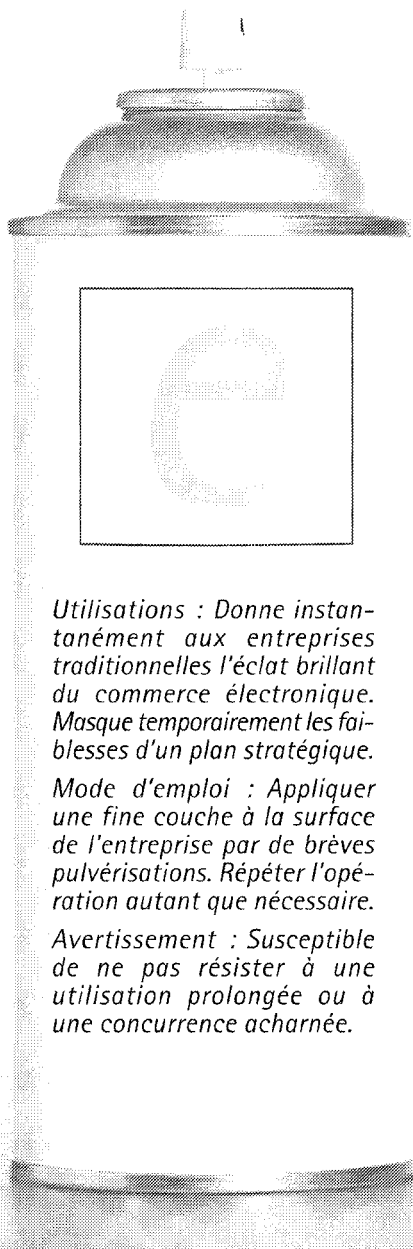 e
Utilisations : Donne instan-
tanément aux entreprises
traditionnelles l'éclat brillant
du commerce électronique.
Masque temporairement les fai-
blesses d'un plan stratégique.
Mode d'emploi : Appliquer
une fine couche à la surface
de l'entreprise par de brèves
pulvérisations. Répéter l'opé-
ration autant que nécessaire.
Avertissement : Susceptible
de ne pas résister à une
utilisation prolongée ou à
une concurrence acharnée.